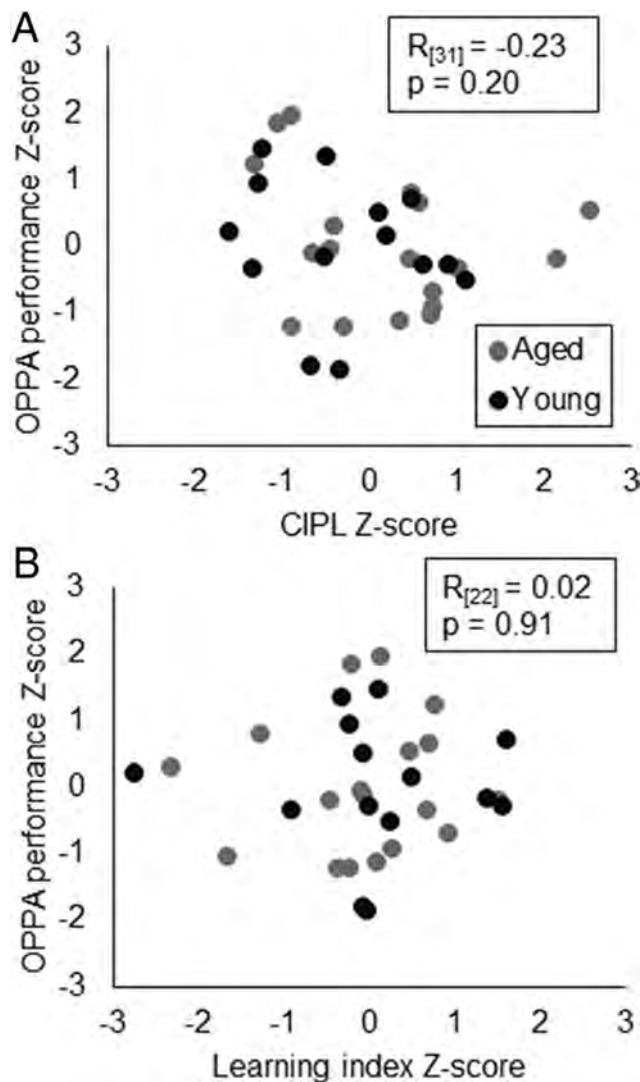 A
3
2
1
0
-1
-2
-3
OPPA performance Z-score
R[31] = -0.23
p = 0.20
Aged
Young
-3 -2 -1 0 1 2 3
CIPL Z-score
B
3
2
1
0
-1
-2
-3
OPPA performance Z-score
R[22] = 0.02
p = 0.91
-3 -2 -1 0 1 2 3
Learning index Z-score